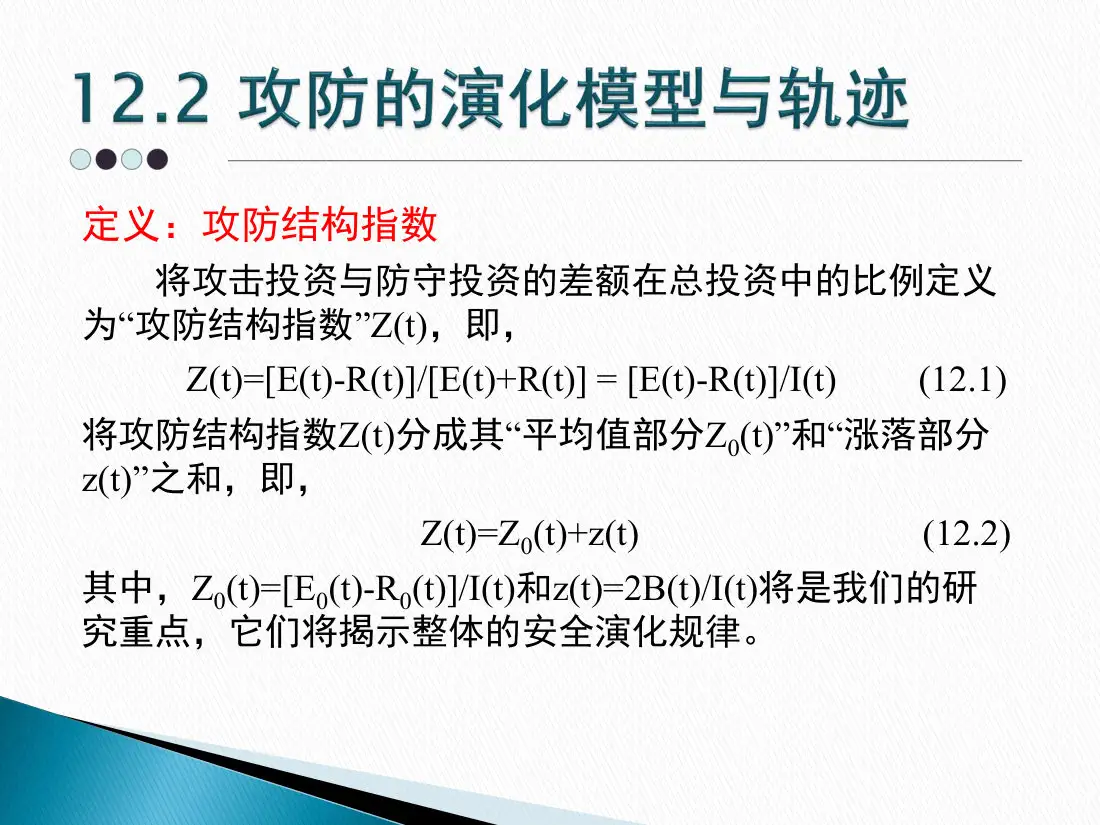 12.2 攻防的演化模型与轨迹
定义：攻防结构指数
将攻击投资与防守投资的差额在总投资中的比例定义
为“攻防结构指数”Z(t)，即，
Z(t)=[E(t)-R(t)]/[E(t)+R(t)] = [E(t)-R(t)]/I(t) (12.1)
将攻防结构指数Z(t)分成其“平均值部分Z₀(t)”和“涨落部分
z(t)”之和，即，
Z(t)=Z₀(t)+z(t) (12.2)
其中，Z₀(t)=[E₀(t)-R₀(t)]/I(t)和z(t)=2B(t)/I(t)将是我们的研
究重点，它们将揭示整体的安全演化规律。